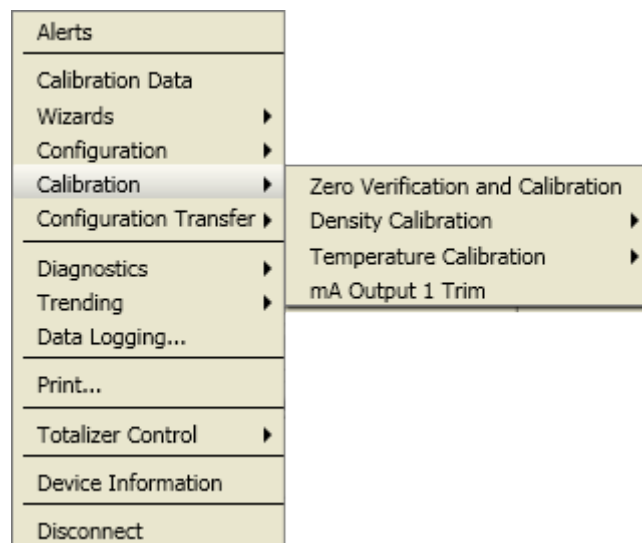 Alerts
Calibration Data
Wizards
Configuration
Calibration
Configuration Transfer
Diagnostics
Trending
Data Logging...
Print...
Totalizer Control
Device Information
Disconnect
Zero Verification and Calibration
Density Calibration
Temperature Calibration
mA Output 1 Trim